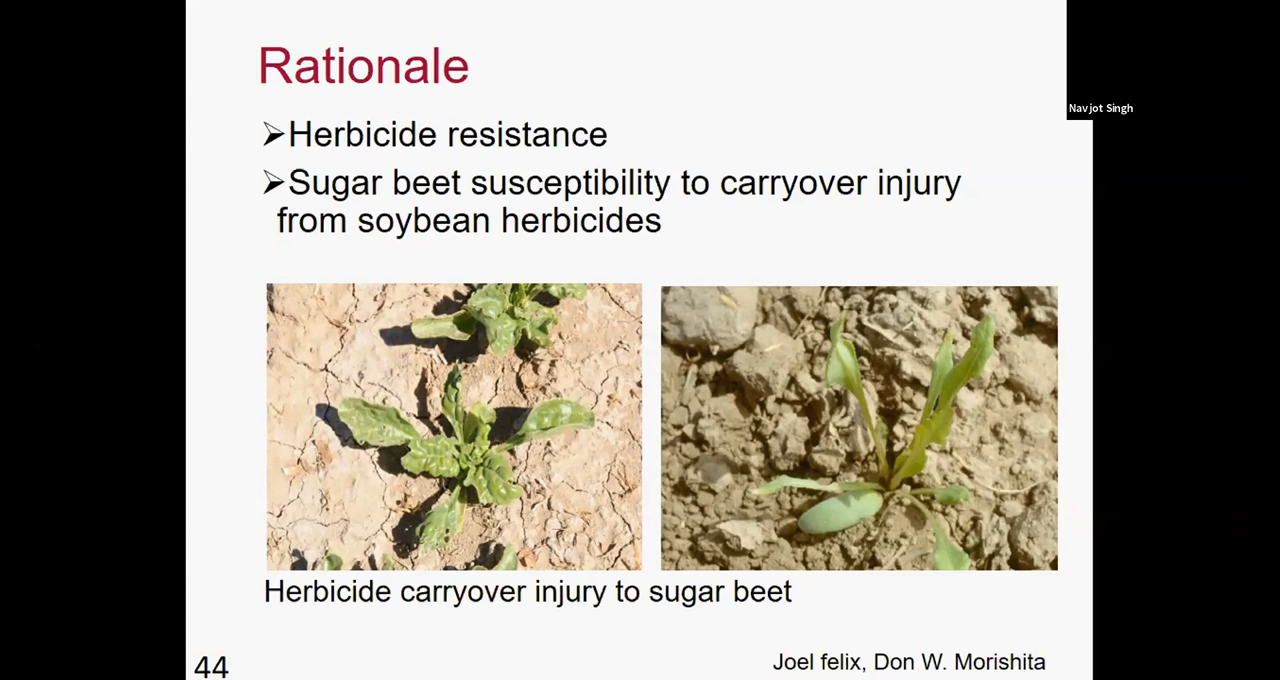 Rationale
➢Herbicide resistance
➢Sugar beet susceptibility to carryover injury
from soybean herbicides
Herbicide carryover injury to sugar beet
Joel felix, Don W. Morishita
44
Navjot Singh